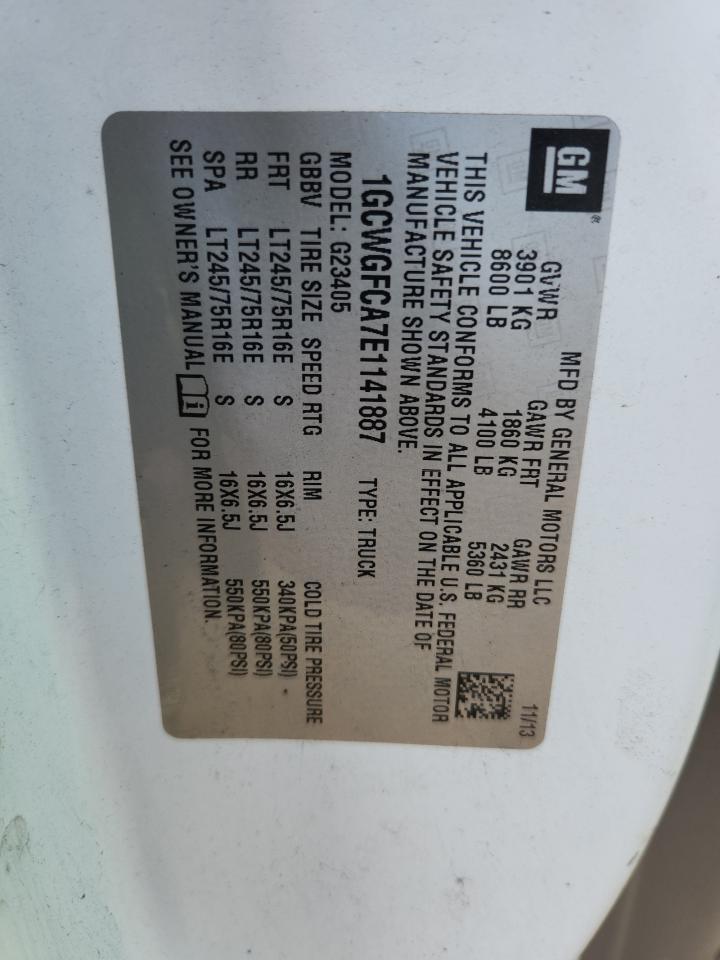 GM ®
MFD BY GENERAL MOTORS LLC 11/13
GVWR GAWR FRT GAWR RR
3901 KG 1860 KG 2431 KG
8600 LB 4100 LB 5360 LB
THIS VEHICLE CONFORMS TO ALL APPLICABLE U.S. FEDERAL MOTOR
VEHICLE SAFETY STANDARDS IN EFFECT ON THE DATE OF
MANUFACTURE SHOWN ABOVE.
1GCWGFCA7E1141887 TYPE: TRUCK
MODEL: G23405
GBBV TIRE SIZE SPEED RTG RIM COLD TIRE PRESSURE
FRT LT245/75R16E S 16X6.5J 340KPA(50PSI)
RR LT245/75R16E S 16X6.5J 550KPA(80PSI)
SPA LT245/75R16E S 16X6.5J 550KPA(80PSI)
SEE OWNER'S MANUAL FOR MORE INFORMATION.